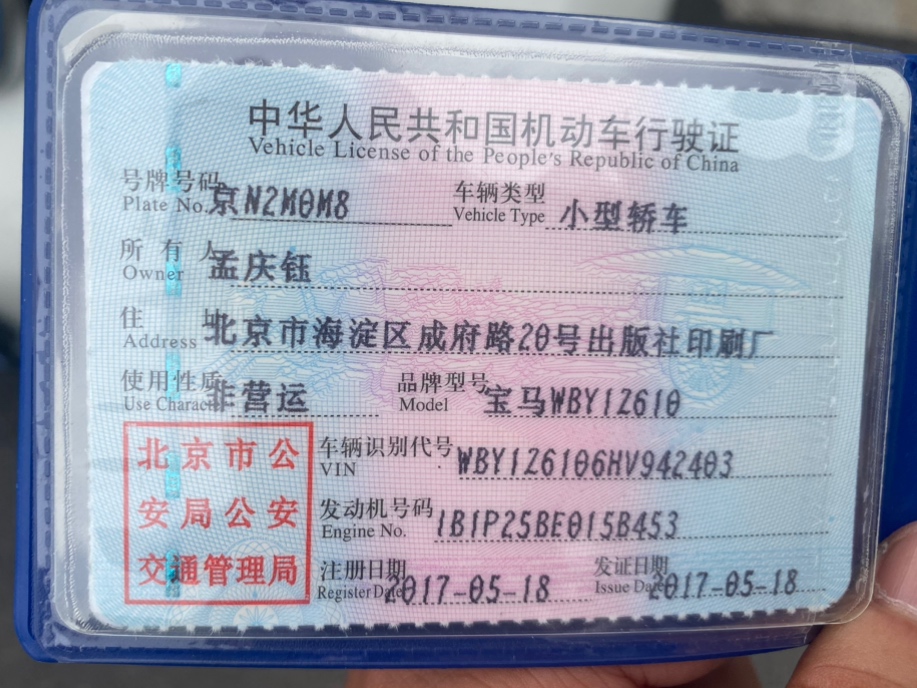 中华人民共和国机动车行驶证
Vehicle License of the People's Republic of China
号牌号码 京N2M0M8 车辆类型 小型轿车
Plate No. Vehicle Type
所有人 孟庆钰
Owner
住址 北京市海淀区成府路20号出版社印刷厂
Address
使用性质 非营运 品牌型号 宝马WBY1Z610
Use Character Model
北京市公安局公安交通管理局
车辆识别代号 WBY1Z6106HV942403
VIN
发动机号码 1B1P25BE015B453
Engine No.
注册日期 2017-05-18 发证日期 2017-05-18
Register Date Issue Date